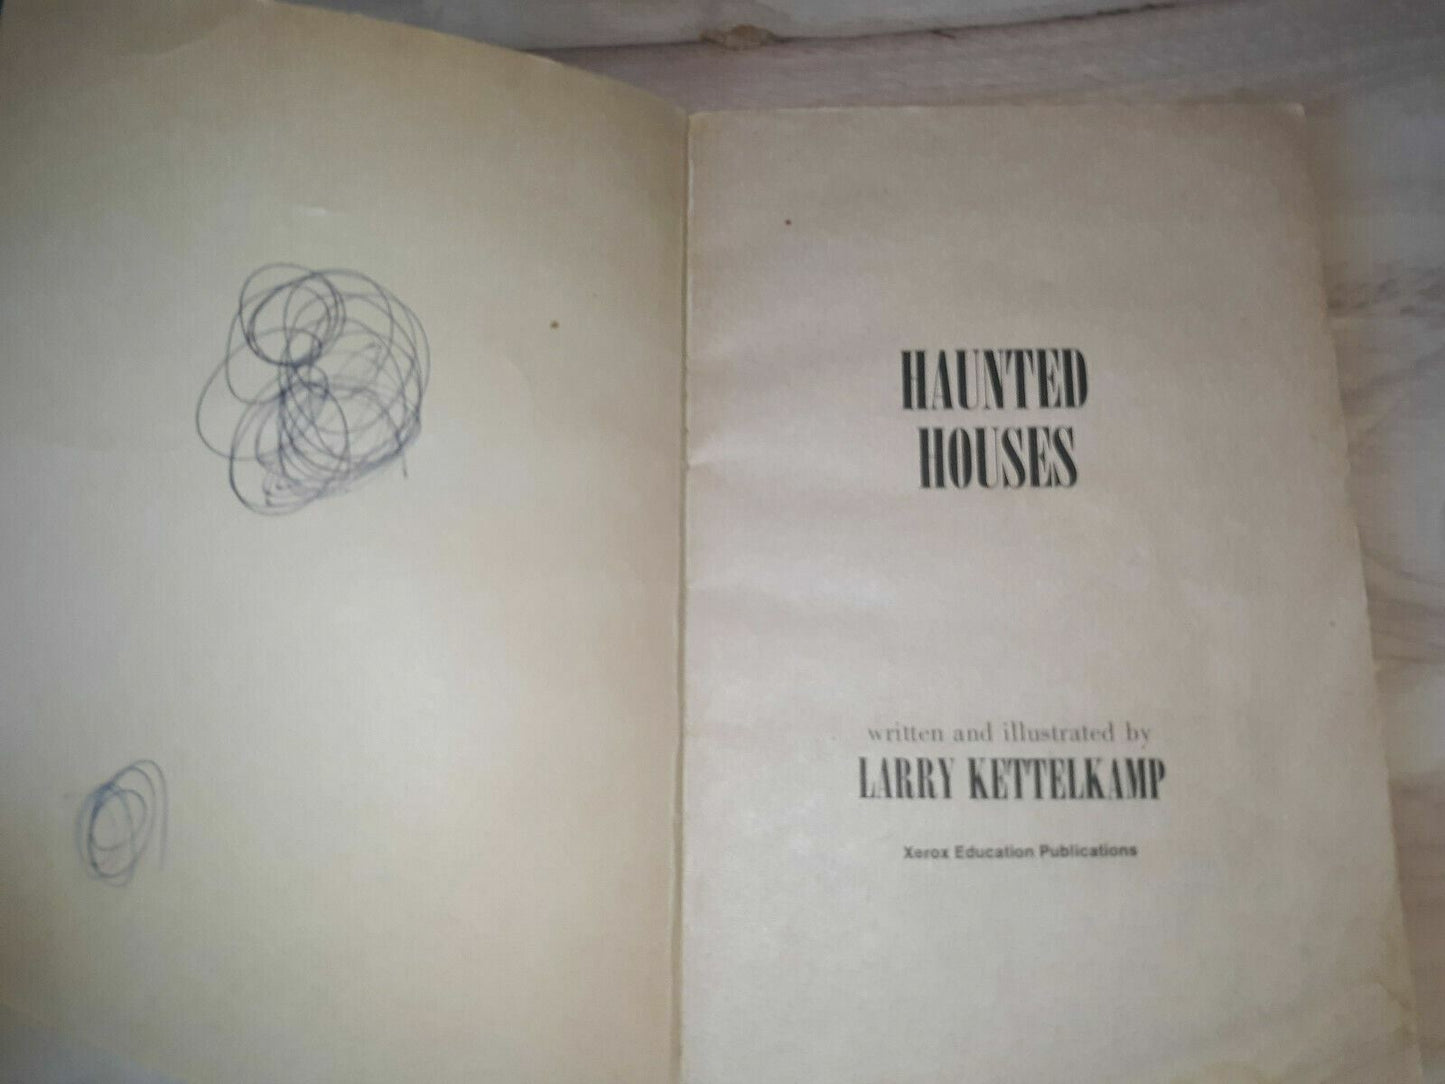 HAUNTED
HOUSES
written and illustrated by
LARRY KETTELKAMP
Xerox Education Publications